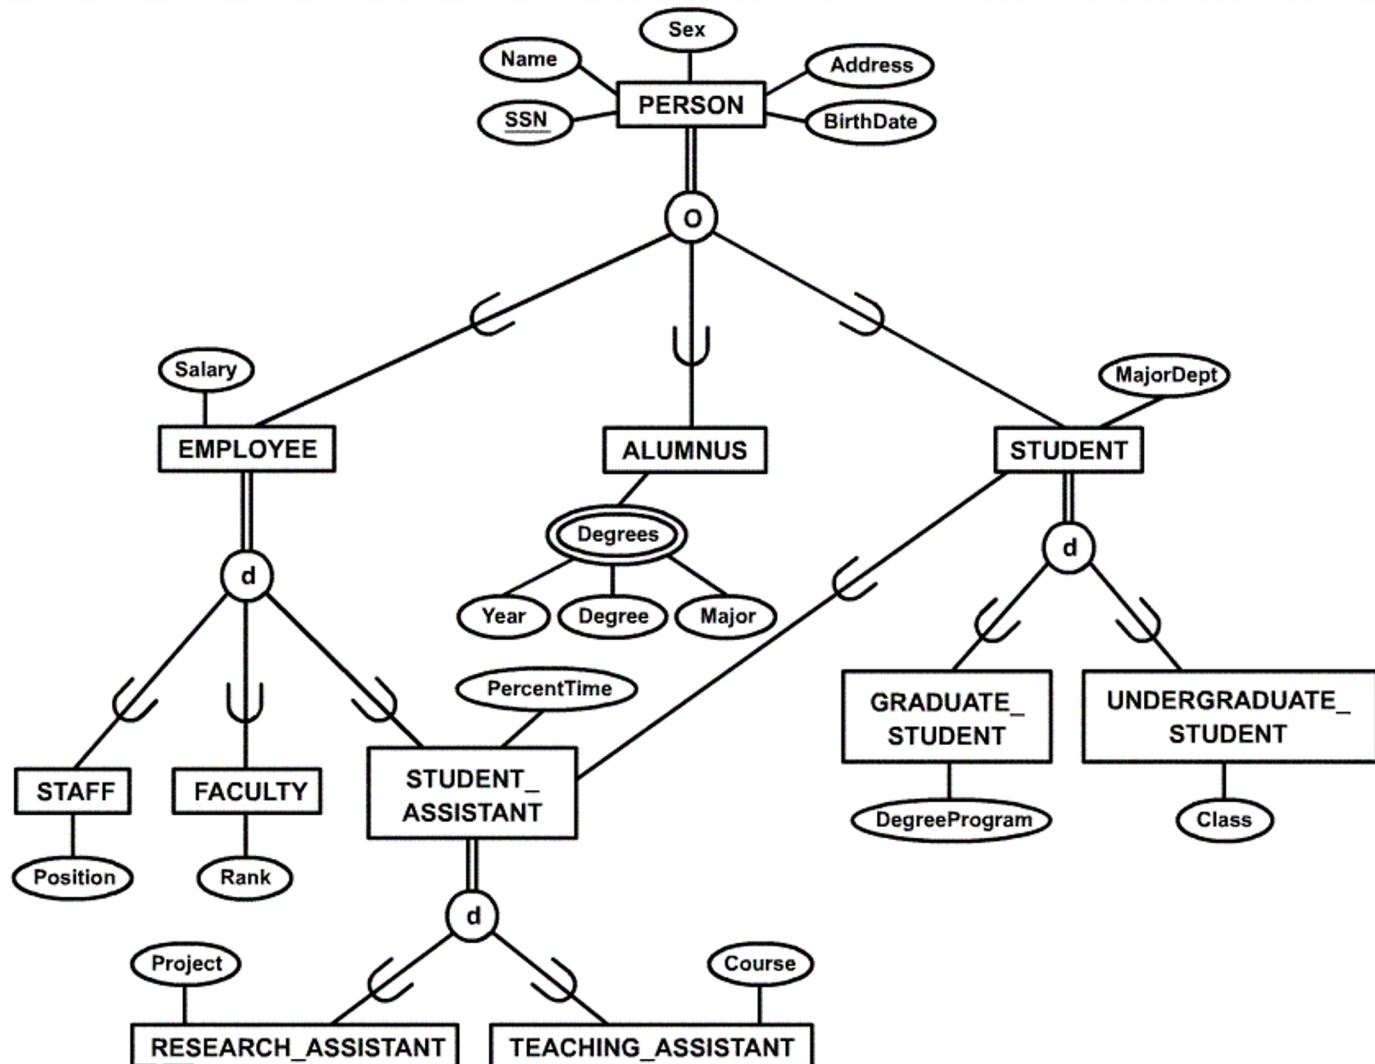 Sex
Name
Address
PERSON
SSN
BirthDate
O
Salary
MajorDept
EMPLOYEE
ALUMNUS
STUDENT
Degrees
d
d
Year
Degree
Major
PercentTime
GRADUATE_
STUDENT
UNDERGRADUATE_
STUDENT
STAFF
FACULTY
STUDENT_
ASSISTANT
DegreeProgram
Class
Position
Rank
d
Project
Course
RESEARCH_ASSISTANT
TEACHING_ASSISTANT